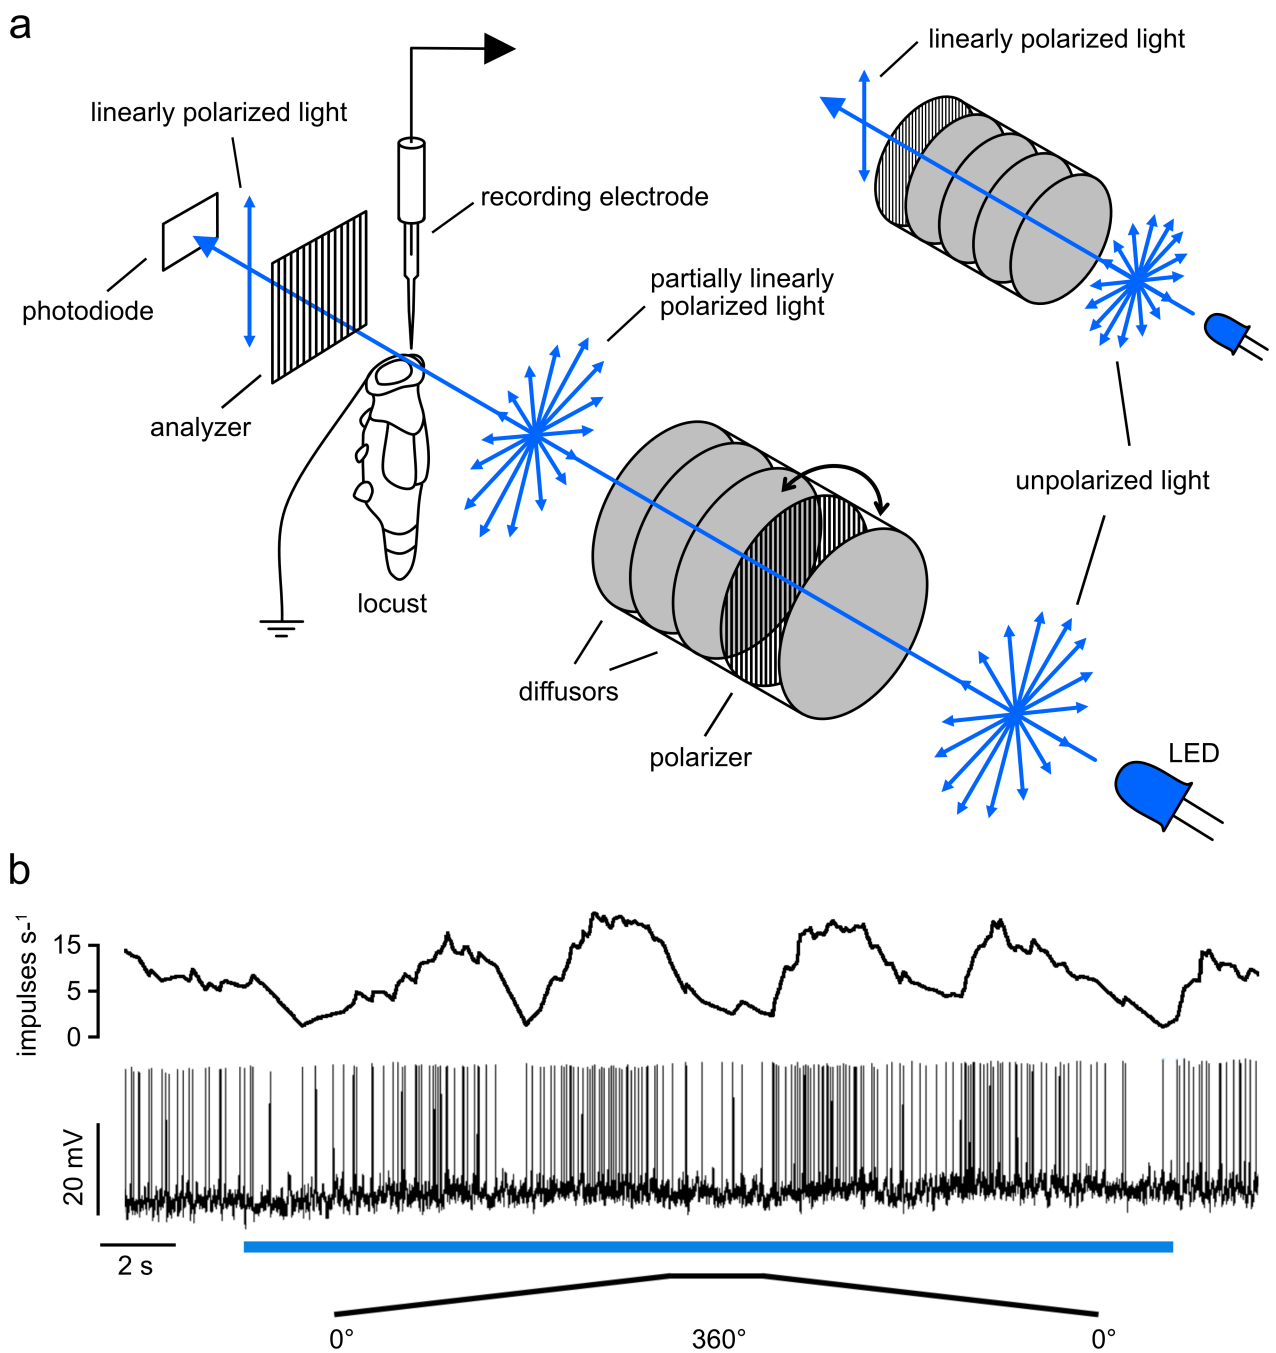 a
linearly polarized light
linearly polarized light
recording electrode
photodiode
partially linearly
polarized light
analyzer
unpolarized light
locust
diffusors
polarizer
LED
b
impulses s-¹
15
5
0
20 mV
2 s
0°
360°
0°